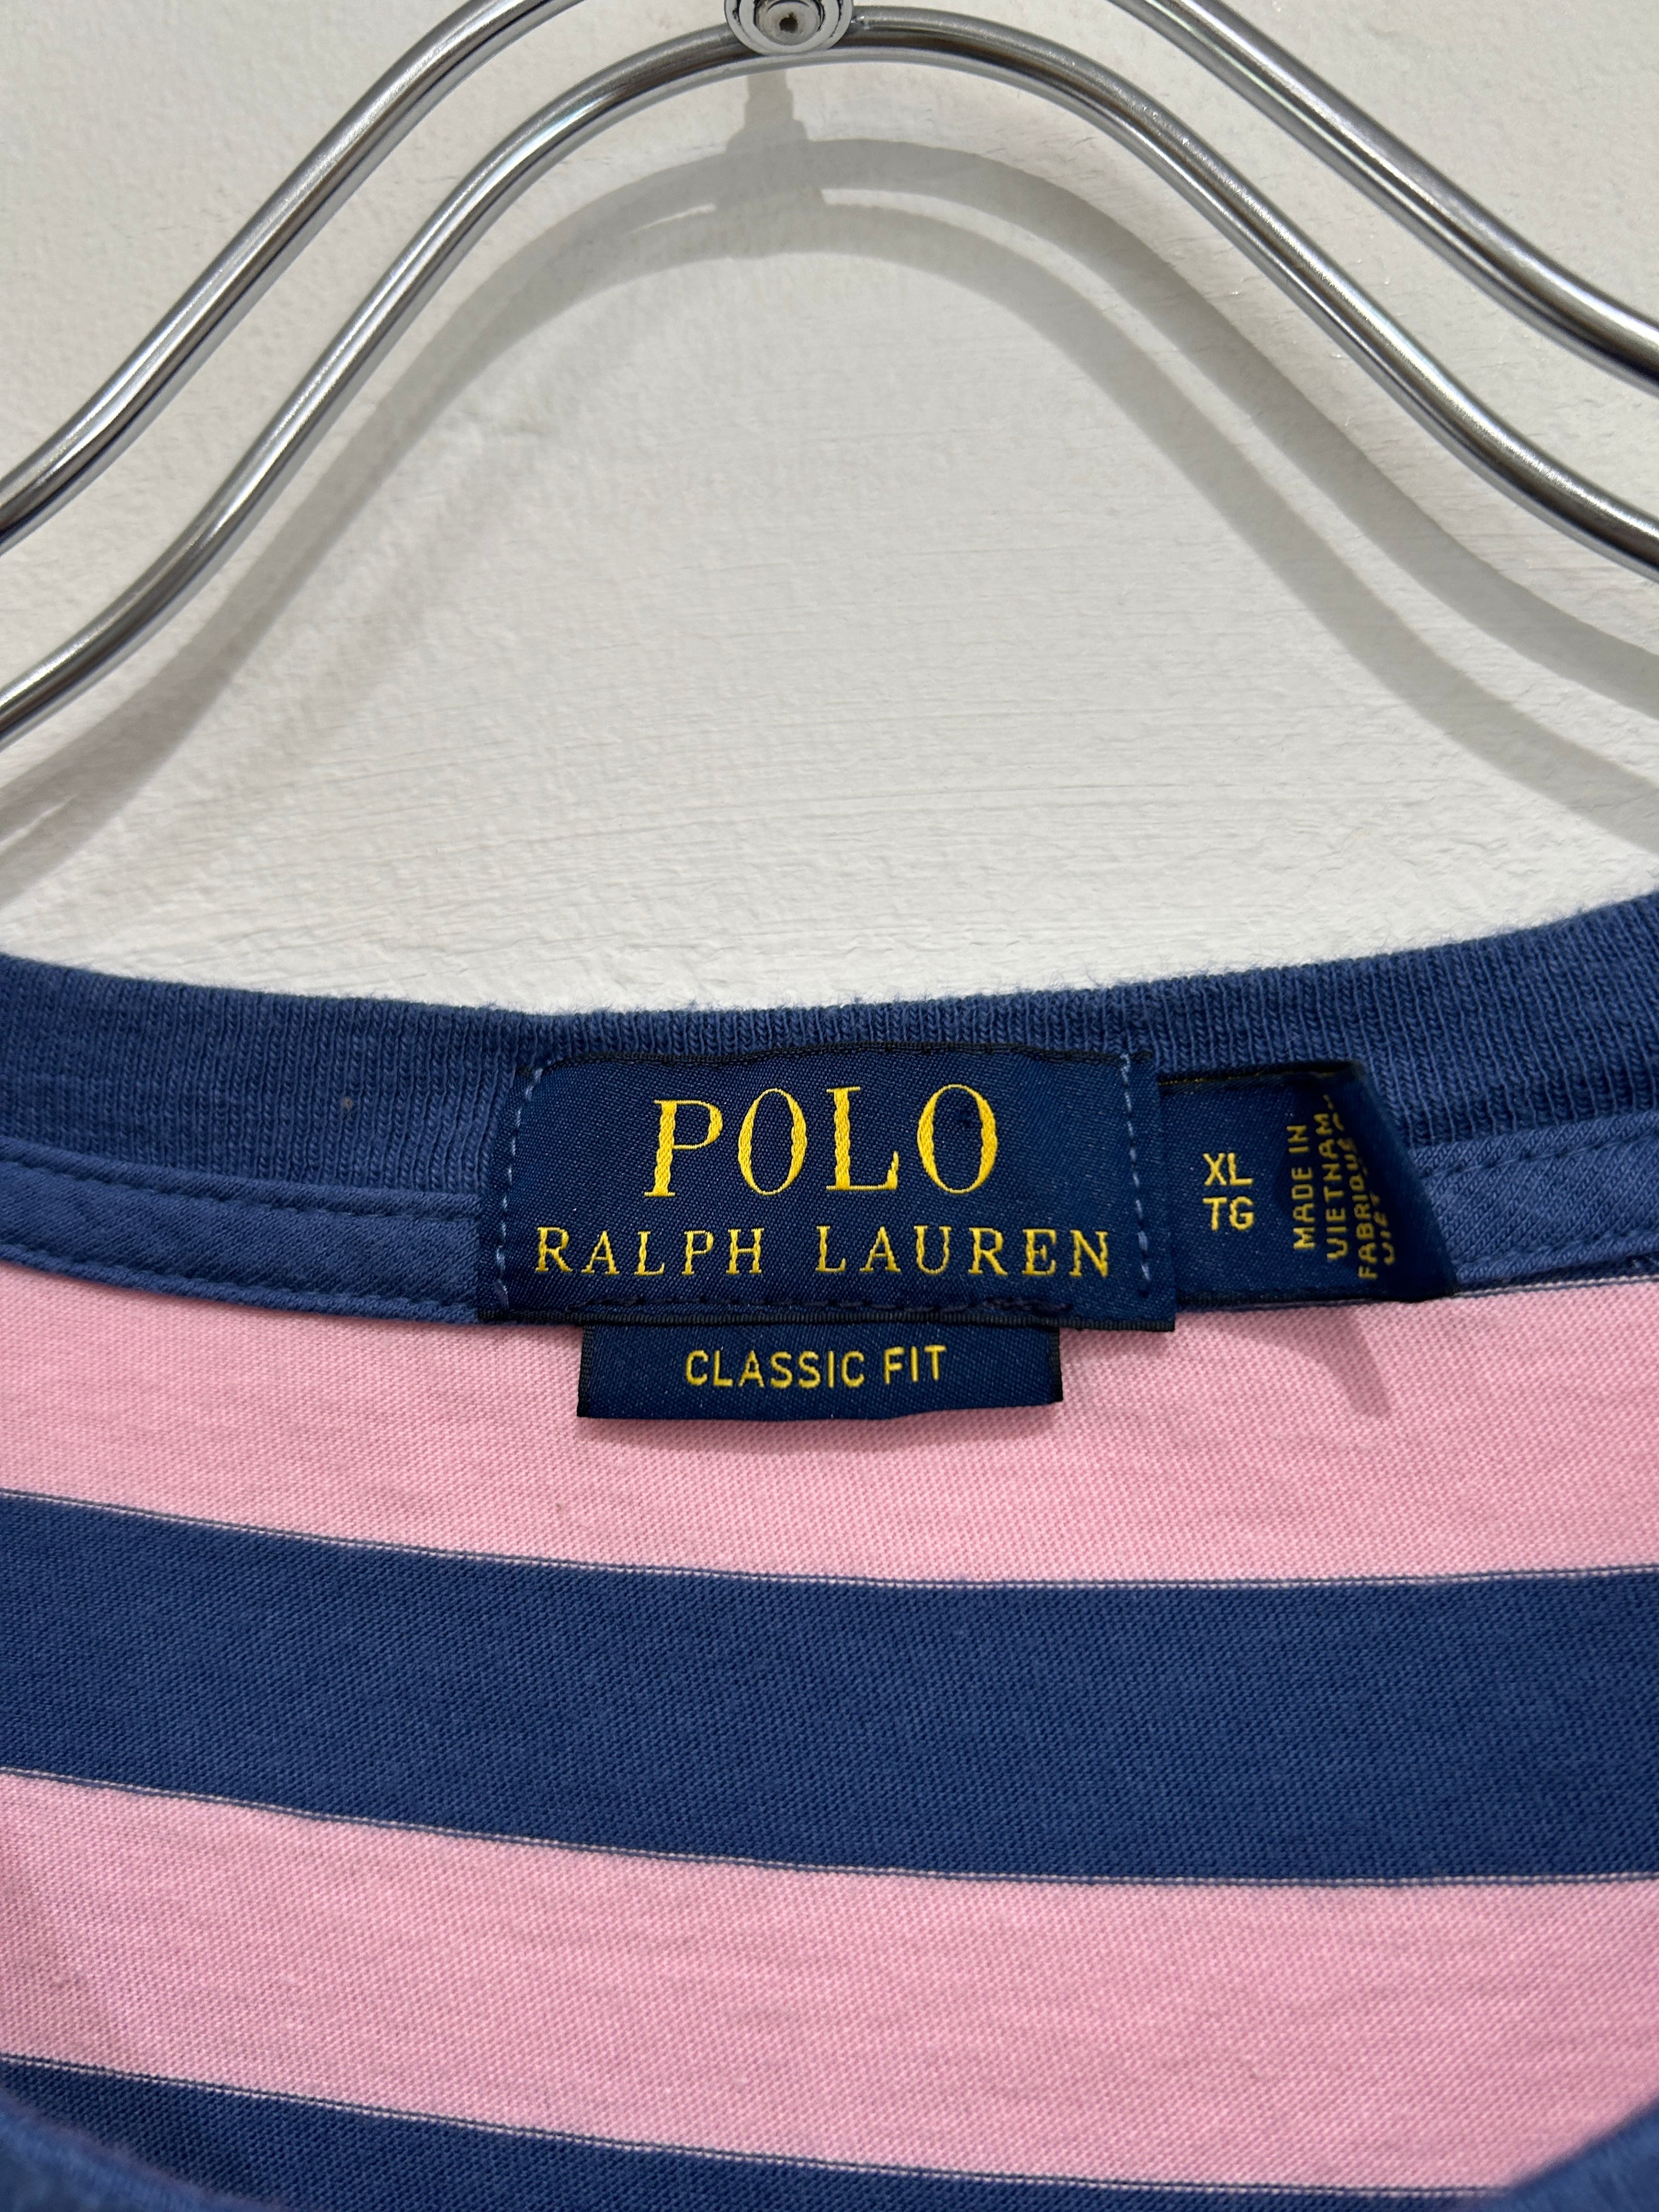 POLO
RALPH LAUREN
CLASSIC FIT
XL
TG
MADE IN
VIETNAM